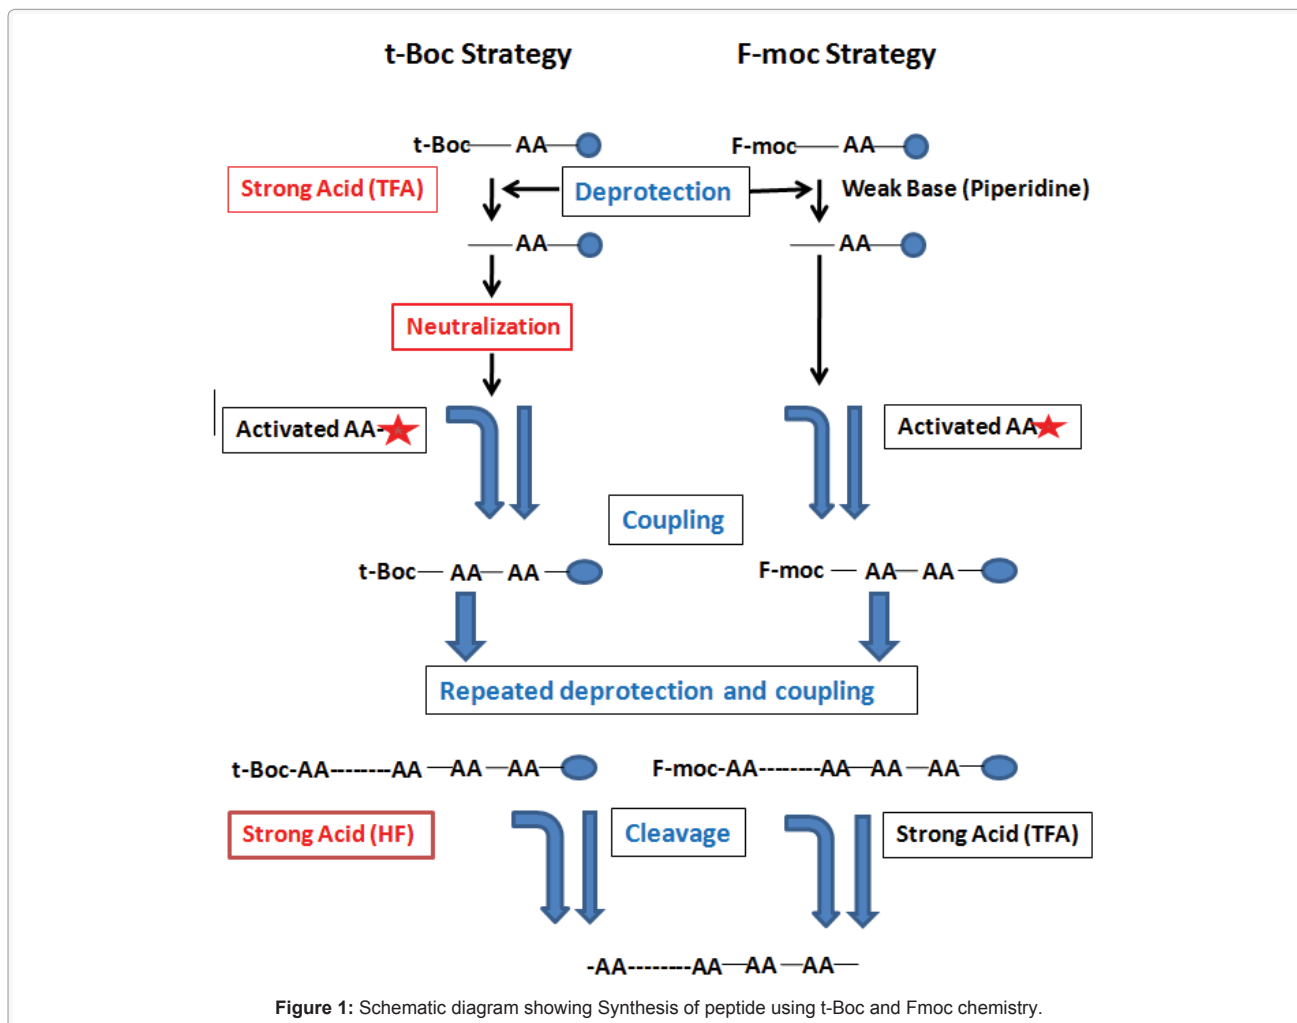 t-Boc Strategy F-moc Strategy
t-Boc AA F-moc AA
Strong Acid (TFA) Deprotection Weak Base (Piperidine)
AA AA
Neutralization
Activated AA- Activated AA
Coupling
t-Boc— AA— AA — F-moc — AA— AA —
Repeated deprotection and coupling
t-Boc-AA--------AA —AA —AA— F-moc-AA--------AA—AA —AA—
Strong Acid (HF) Cleavage Strong Acid (TFA)
-AA--------AA—AA —AA—
Figure 1: Schematic diagram showing Synthesis of peptide using t-Boc and Fmoc chemistry.